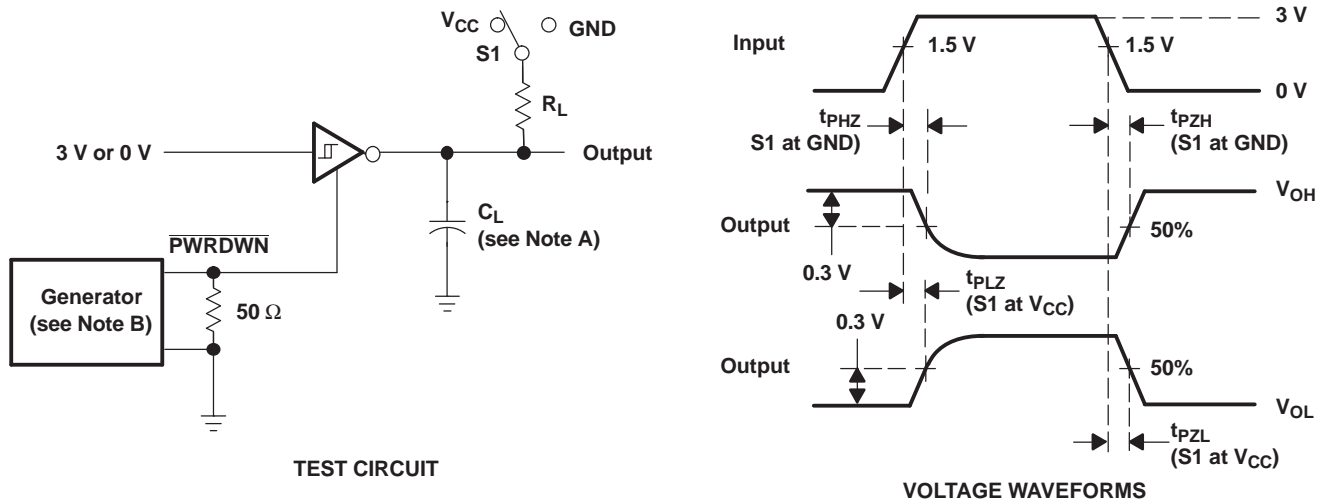 VCC
GND
S1
RL
3 V or 0 V
Output
CL
(see Note A)
PWRDWN
Generator
(see Note B)
50 Ω
TEST CIRCUIT
3 V
Input
1.5 V
1.5 V
0 V
tPHZ
S1 at GND)
tPZH
(S1 at GND)
VOH
Output
50%
0.3 V
tPLZ
(S1 at VCC)
0.3 V
Output
50%
VOL
tPZL
(S1 at VCC)
VOLTAGE WAVEFORMS